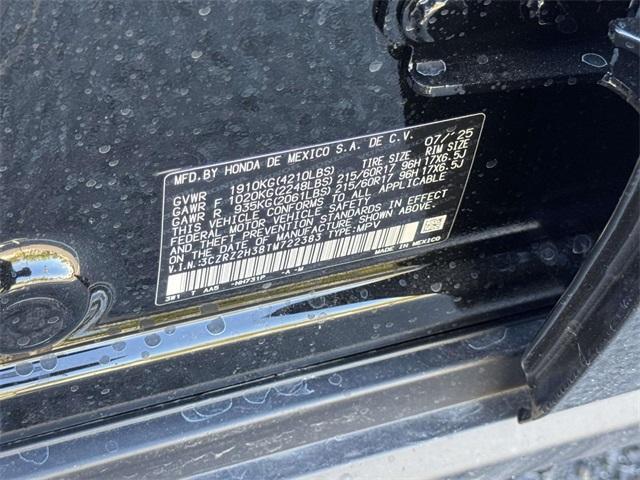 MFD.BY HONDA DE MEXICO S.A. DE C.V. 07/25
TIRE SIZE RIM SIZE
GVWR 1910KG(4210LBS)
GAWR F 1020KG(2248LBS) 215/60R17 96H 17X6.5J
GAWR R 935KG(2061LBS) 215/60R17 96H 17X6.5J
THIS VEHICLE CONFORMS TO ALL APPLICABLE
FEDERAL MOTOR VEHICLE SAFETY
AND THEFT PREVENTION STANDARDS IN EFFECT
ON THE DATE OF MANUFACTURE SHOWN ABOVE.
V.I.N.:3CZRZ2H38TM722383 TYPE:MPV
MADE IN MEXICO
3W1 T AA5 -NH731P -A -M